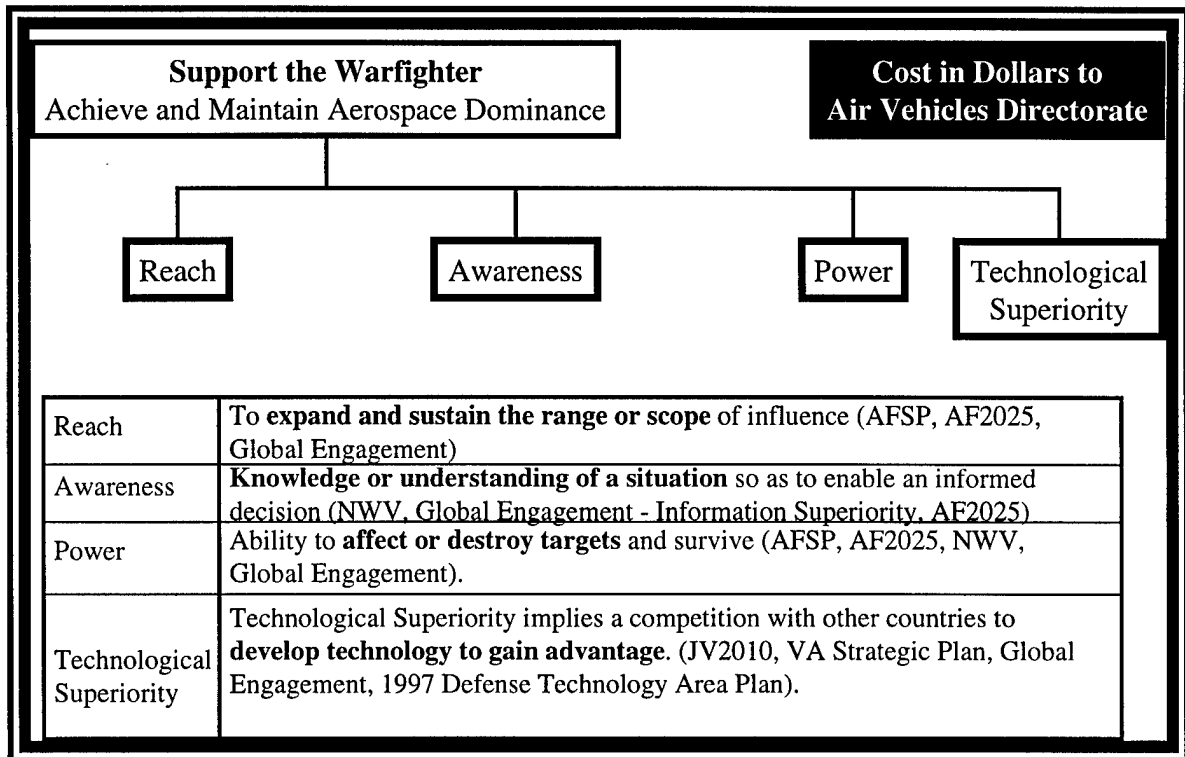 Support the Warfighter
Achieve and Maintain Aerospace Dominance
Cost in Dollars to
Air Vehicles Directorate
Reach
Awareness
Power
Technological
Superiority
Reach
To expand and sustain the range or scope of influence (AFSP, AF2025,
Global Engagement)
Awareness
Knowledge or understanding of a situation so as to enable an informed
decision (NWV, Global Engagement - Information Superiority, AF2025)
Power
Ability to affect or destroy targets and survive (AFSP, AF2025, NWV,
Global Engagement).
Technological
Superiority
Technological Superiority implies a competition with other countries to
develop technology to gain advantage. (JV2010, VA Strategic Plan, Global
Engagement, 1997 Defense Technology Area Plan).